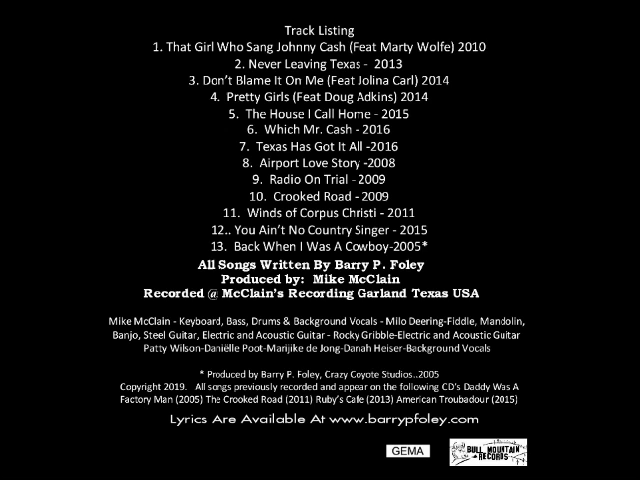 Track Listing
1. That Girl Who Sang Johnny Cash (Feat Marty Wolfe) 2010
2. Never Leaving Texas - 2013
3. Don't Blame It On Me (Feat Jolina Carl) 2014
4. Pretty Girls (Feat Doug Adkins) 2014
5. The House I Call Home - 2015
6. Which Mr. Cash - 2016
7. Texas Has Got It All -2016
8. Airport Love Story -2008
9. Radio On Trial - 2009
10. Crooked Road - 2009
11. Winds of Corpus Christi - 2011
12.. You Ain't No Country Singer - 2015
13. Back When I Was A Cowboy-2005*
All Songs Written By Barry P. Foley
Produced by: Mike McClain
Recorded @ McClain's Recording Garland Texas USA
Mike McClain - Keyboard, Bass, Drums & Background Vocals - Milo Deering-Fiddle, Mandolin,
Banjo, Steel Guitar, Electric and Acoustic Guitar - Rocky Gribble-Electric and Acoustic Guitar
Patty Wilson-Daniëlle Poot-Marijike de Jong-Danah Heiser-Background Vocals
* Produced by Barry P. Foley, Crazy Coyote Studios..2005
Copyright 2019. All songs previously recorded and appear on the following CD's Daddy Was A
Factory Man (2005) The Crooked Road (2011) Ruby's Cafe (2013) American Troubadour (2015)
Lyrics Are Available At www.barrypfoley.com
GEMA
BULL MOUNTAIN
RECORDS